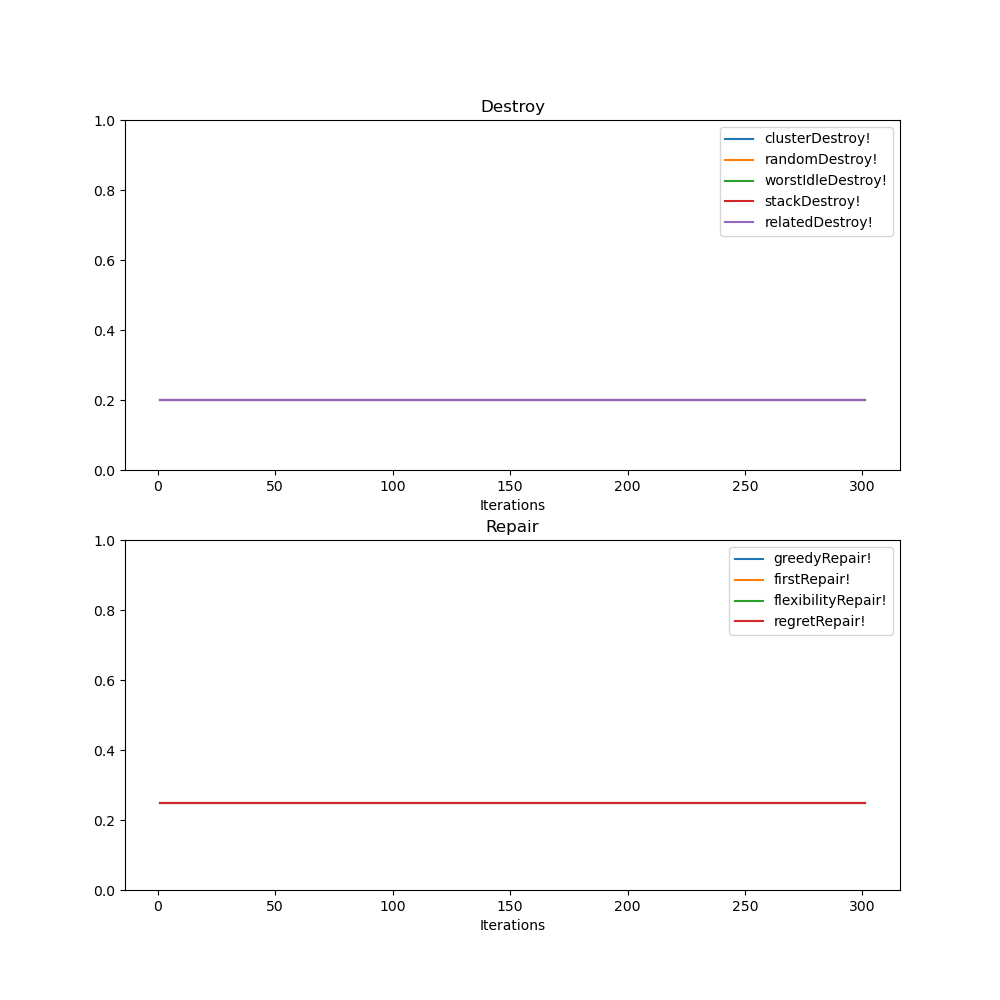 Destroy
1.0
0.8
0.6
0.4
0.2
0.0
clusterDestroy!
randomDestroy!
worstIdleDestroy!
stackDestroy!
relatedDestroy!
0 50 100 150 200 250 300
Iterations
Repair
1.0
0.8
0.6
0.4
0.2
0.0
greedyRepair!
firstRepair!
flexibilityRepair!
regretRepair!
0 50 100 150 200 250 300
Iterations